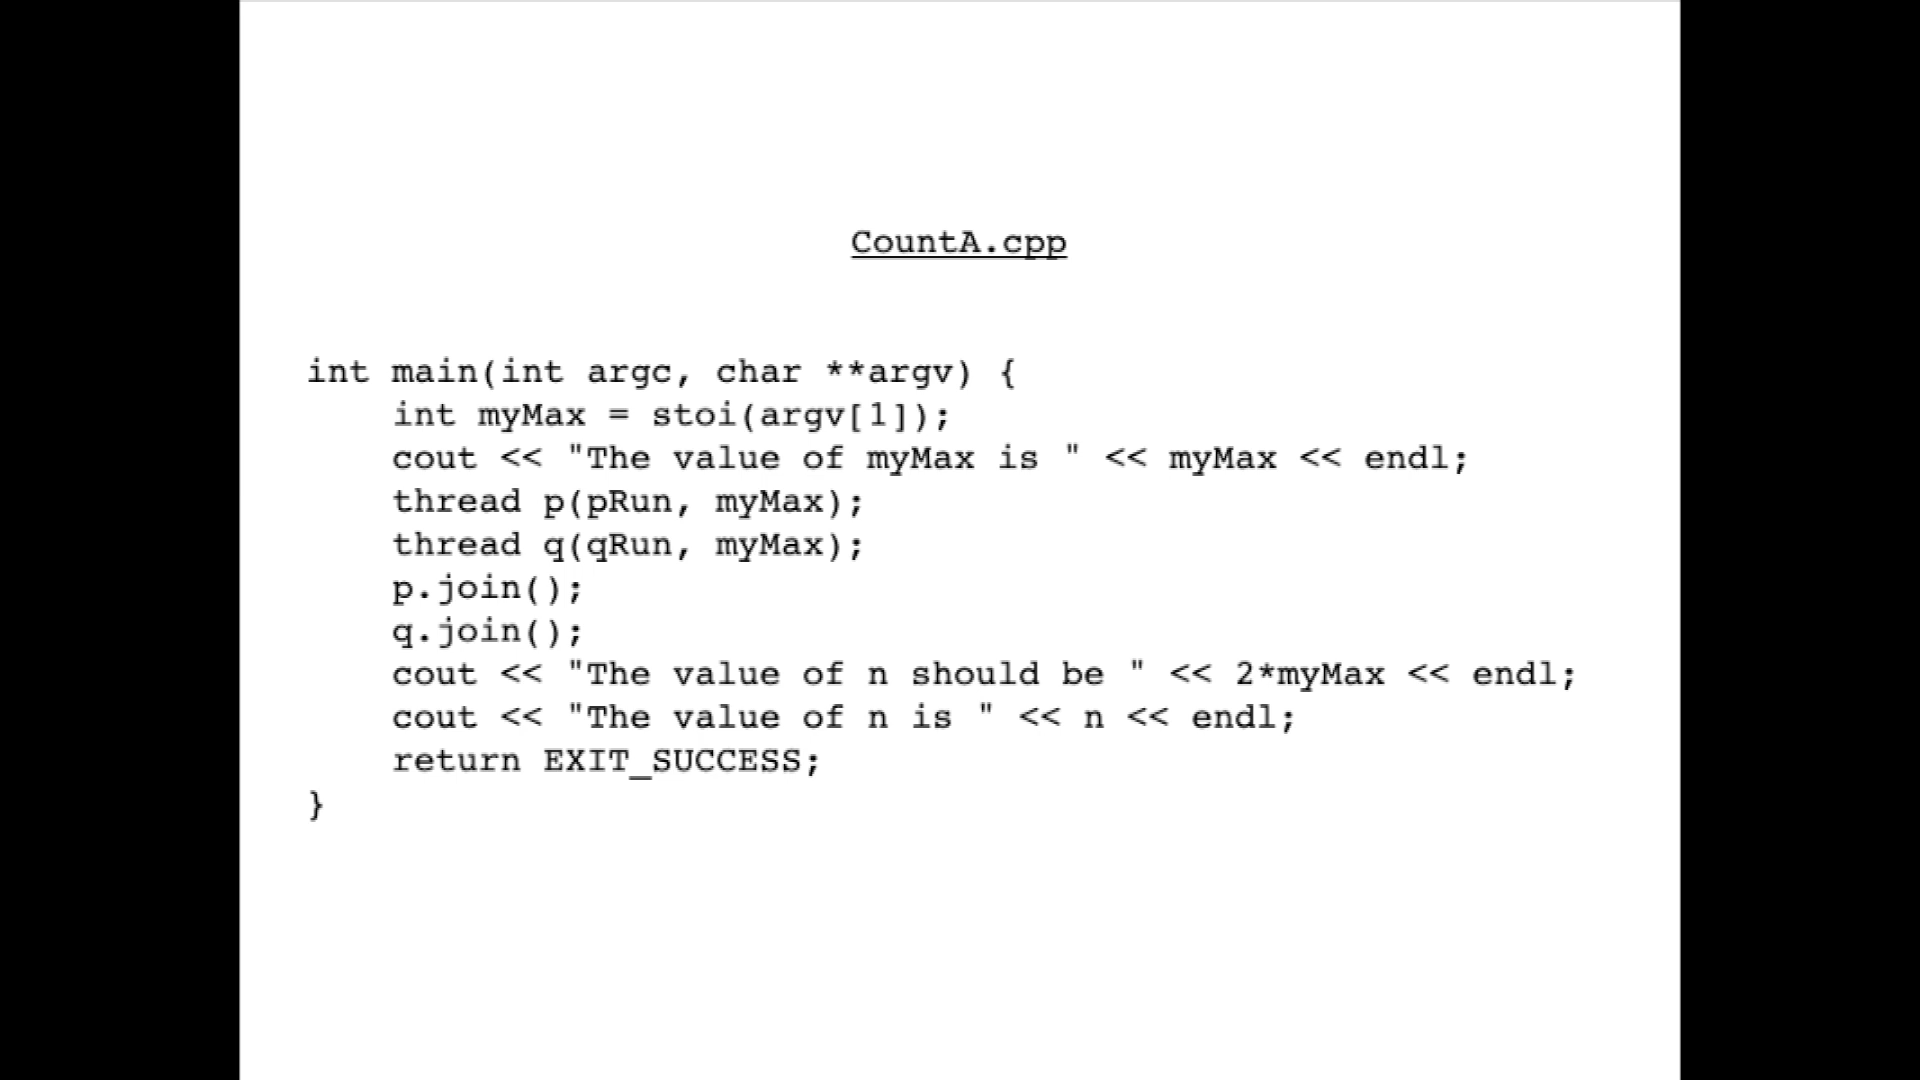 CountA.cpp
int main(int argc, char **argv) {
    int myMax = stoi(argv[1]);
    cout << "The value of myMax is " << myMax << endl;
    thread p(pRun, myMax);
    thread q(qRun, myMax);
    p.join();
    q.join();
    cout << "The value of n should be " << 2*myMax << endl;
    cout << "The value of n is " << n << endl;
    return EXIT_SUCCESS;
}